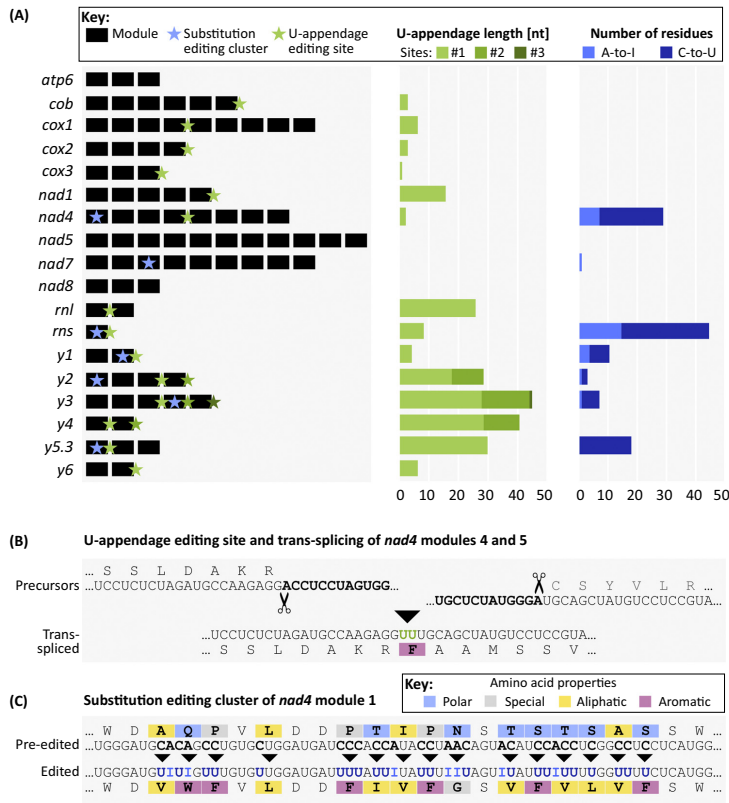 (A)
Key:
Module
Substitution editing cluster
U-appendage editing site
U-appendage length [nt]
Sites: #1 #2 #3
Number of residues
A-to-I C-to-U
atp6
cob
cox1
cox2
cox3
nad1
nad4
nad5
nad7
nad8
rnl
rns
y1
y2
y3
y4
y5.3
y6
0 10 20 30 40 50 0 10 20 30 40 50
(B) U-appendage editing site and trans-splicing of nad4 modules 4 and 5
... S S L D A K R
Precursors ...UCCUCUCUAGAUGCCAAGAGGACCUCCUAGUGG...
C S Y V L R ...
...UGCUCUAUGGGAUGCAGCUAUGUCCUCCGUA...
Trans-spliced ...UCCUCUCUAGAUGCCAAGAGGUUUGCAGCUAUGUCCUCCGUA...
... S S L D A K R F A A M S S V ...
Key: Amino acid properties
Polar Special Aliphatic Aromatic
(C) Substitution editing cluster of nad4 module 1
... W D A Q P V L D D P T I P N S T S T S A S S W ...
Pre-edited ...UGGGAUGCACAGCCUGUGCUGGAUGAUCCCACCAUACCUAACAGUACAUCCACCUCGGCCUCCUCAUGG...
Edited ...UGGGAUGUIUIGUUUGUGUUGGAUGAUUUUAUUIUAUUUIIUAGUIUAUUUIUUUUGGUUUUCUCAUGG...
... W D V W F V L D D F I V F G S V F V L V F S W ...